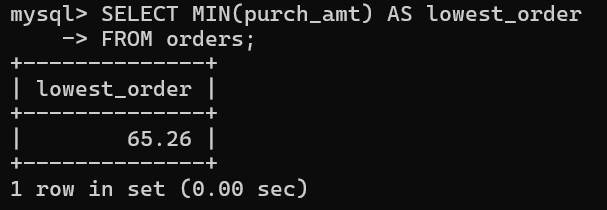 mysql> SELECT MIN(purch_amt) AS lowest_order
    -> FROM orders;
+--------------+
| lowest_order |
+--------------+
|        65.26 |
+--------------+
1 row in set (0.00 sec)